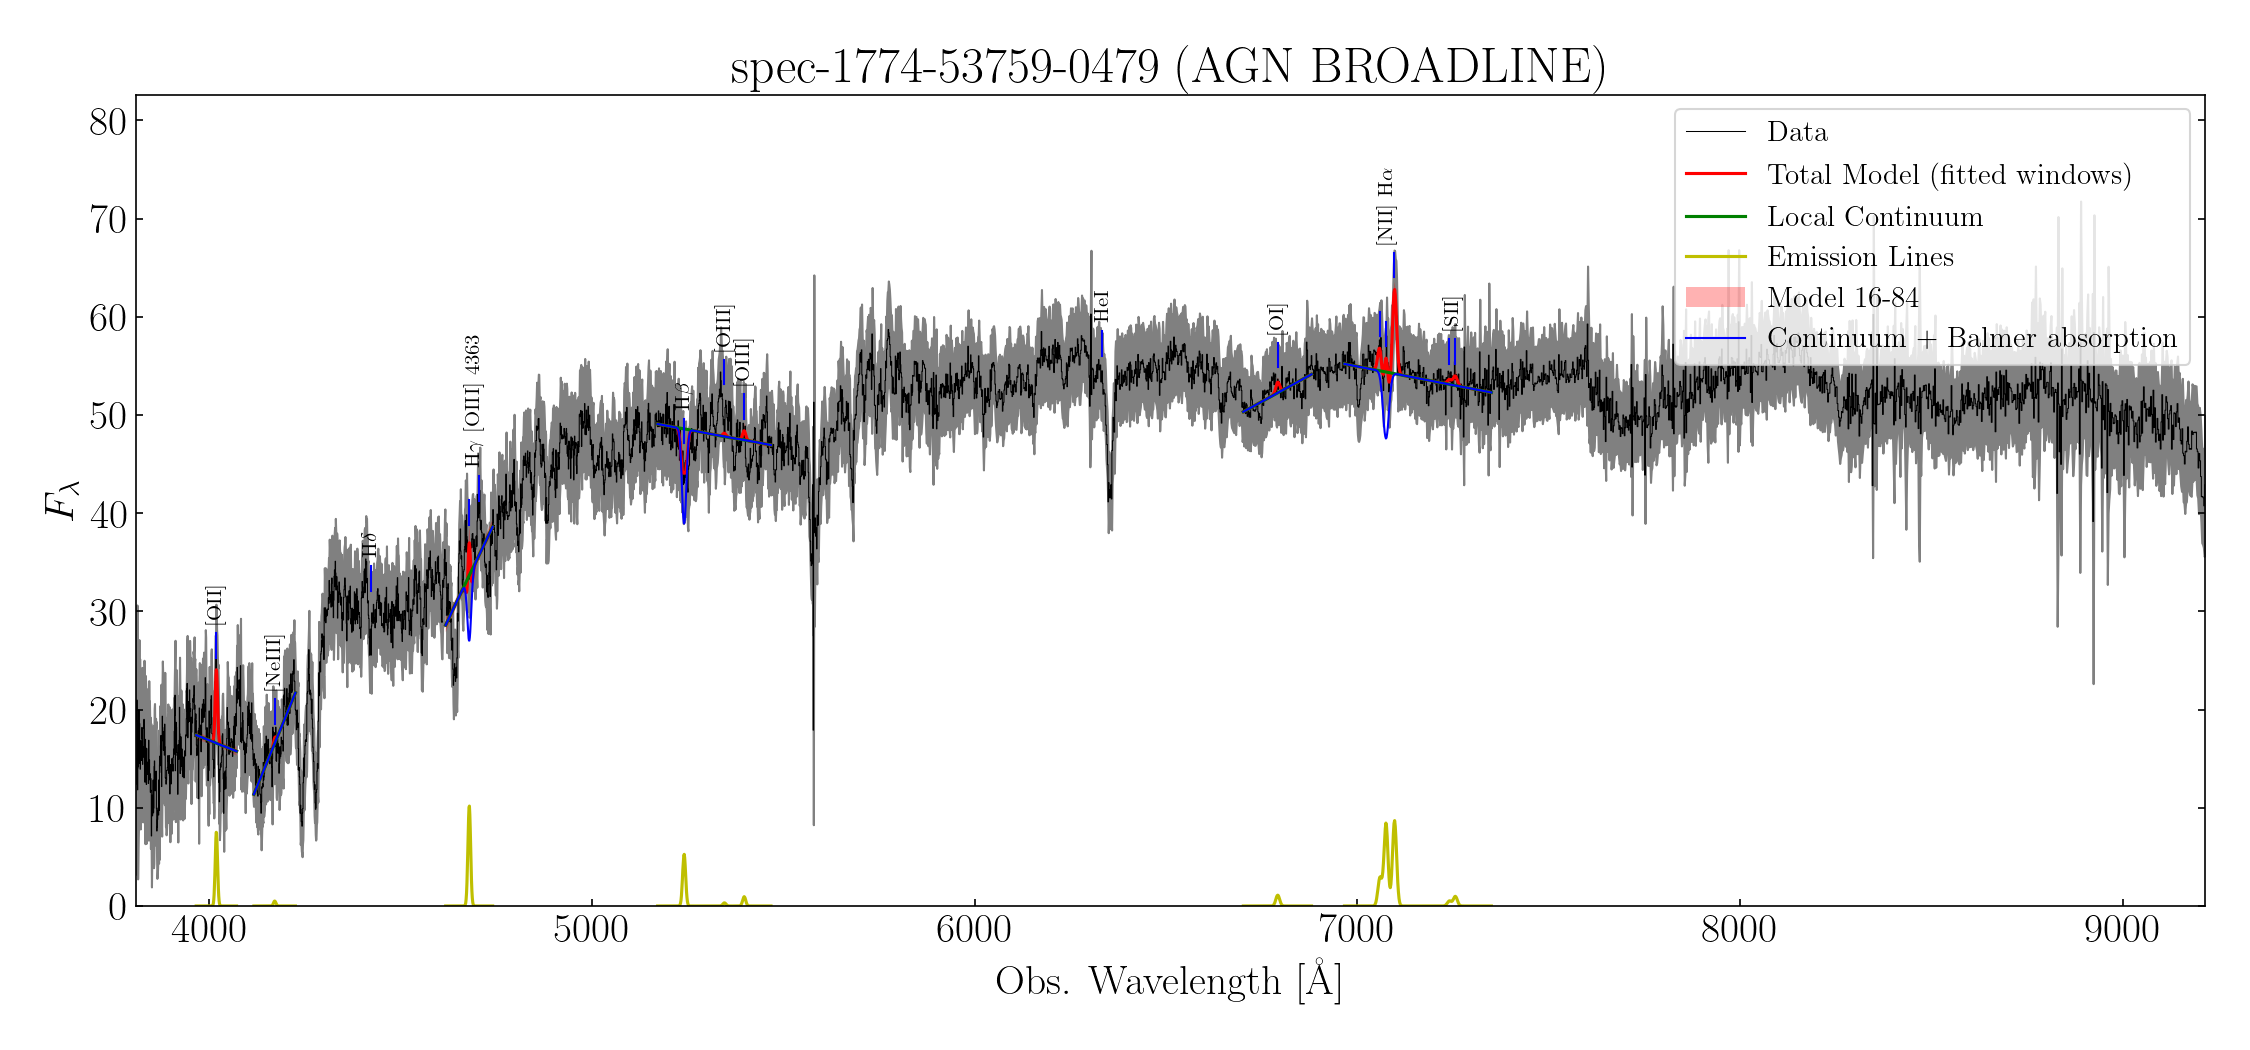 spec-1774-53759-0479 (AGN BROADLINE)
Data
Total Model (fitted windows)
Local Continuum
Emission Lines
Model 16-84
Continuum + Balmer absorption
[OII]
[NeIII]
Hδ
Hγ [OIII] 4363
Hβ
[OIII]
[OIII]
HeI
[OI]
[NII] Hα
[SII]
80
70
60
50
40
30
20
10
0
Fλ
4000
5000
6000
7000
8000
9000
Obs. Wavelength [Å]